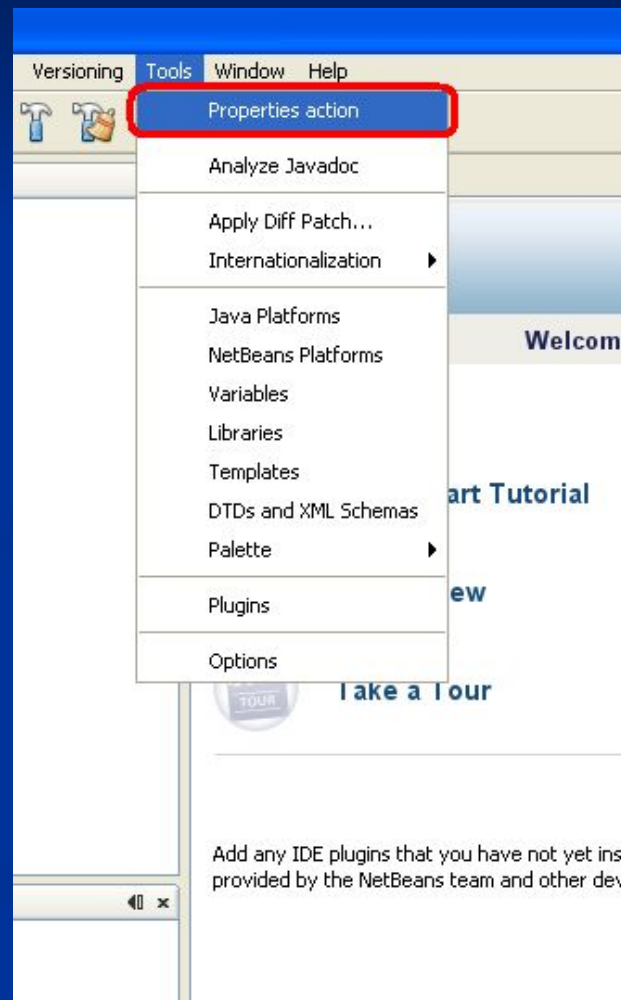 Versioning Tools Window Help
Properties action
Analyze Javadoc
Apply Diff Patch...
Internationalization
Java Platforms
NetBeans Platforms
Welcom
Variables
Libraries
Templates
art Tutorial
DTDs and XML Schemas
Palette
ew
Plugins
Options
Take a Tour
TOUR
Add any IDE plugins that you have not yet ins
provided by the NetBeans team and other dev